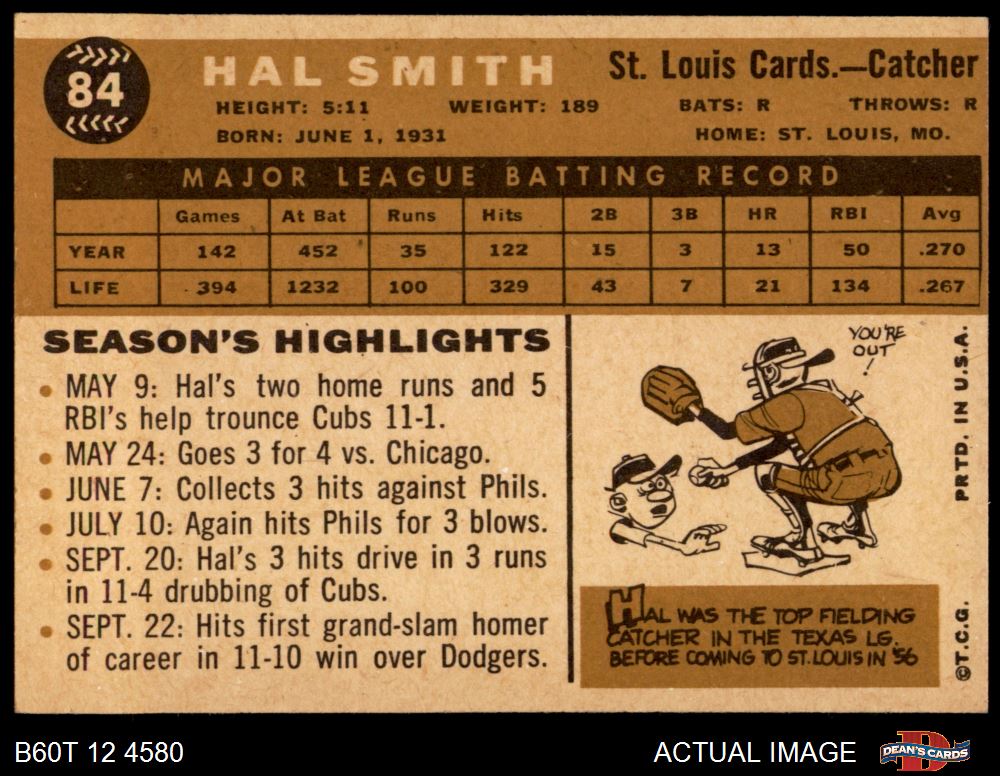 84
HAL SMITH
St. Louis Cards.—Catcher
HEIGHT: 5:11 WEIGHT: 189 BATS: R THROWS: R
BORN: JUNE 1, 1931 HOME: ST. LOUIS, MO.
MAJOR LEAGUE BATTING RECORD
Games At Bat Runs Hits 2B 3B HR RBI Avg
YEAR 142 452 35 122 15 3 13 50 .270
LIFE 394 1232 100 329 43 7 21 134 .267
SEASON'S HIGHLIGHTS
• MAY 9: Hal's two home runs and 5
RBI's help trounce Cubs 11-1.
• MAY 24: Goes 3 for 4 vs. Chicago.
• JUNE 7: Collects 3 hits against Phils.
• JULY 10: Again hits Phils for 3 blows.
• SEPT. 20: Hal's 3 hits drive in 3 runs
in 11-4 drubbing of Cubs.
• SEPT. 22: Hits first grand-slam homer
of career in 11-10 win over Dodgers.
YOU'RE
OUT
!
HAL WAS THE TOP FIELDING
CATCHER IN THE TEXAS LG.
BEFORE COMING TO ST. LOUIS IN '56
©T.C.G. PRTD. IN U.S.A.
B60T 12 4580
ACTUAL IMAGE
DEAN'S CARDS